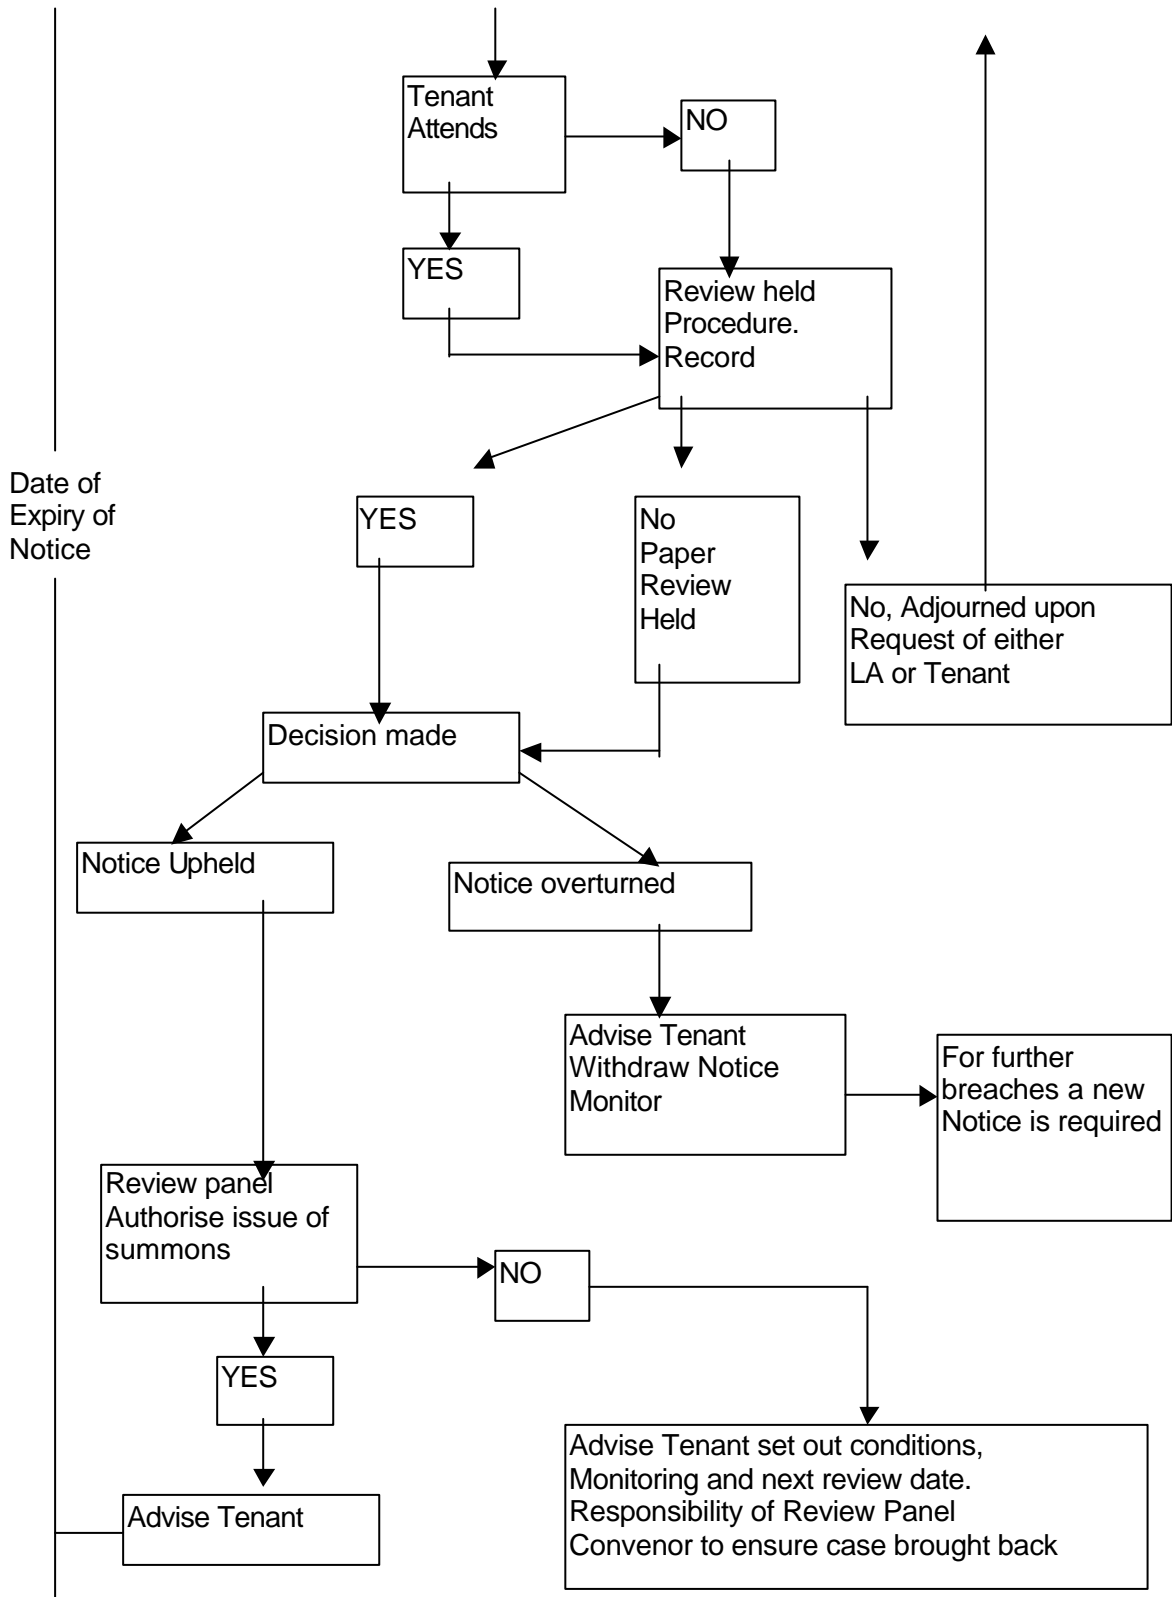 Tenant
Attends
NO
YES
Review held
Procedure.
Record
Date of
Expiry of
Notice
YES
No
Paper
Review
Held
No, Adjourned upon
Request of either
LA or Tenant
Decision made
Notice Upheld
Notice overturned
Advise Tenant
Withdraw Notice
Monitor
For further
breaches a new
Notice is required
Review panel
Authorise issue of
summons
NO
YES
Advise Tenant set out conditions,
Monitoring and next review date.
Responsibility of Review Panel
Convenor to ensure case brought back
Advise Tenant